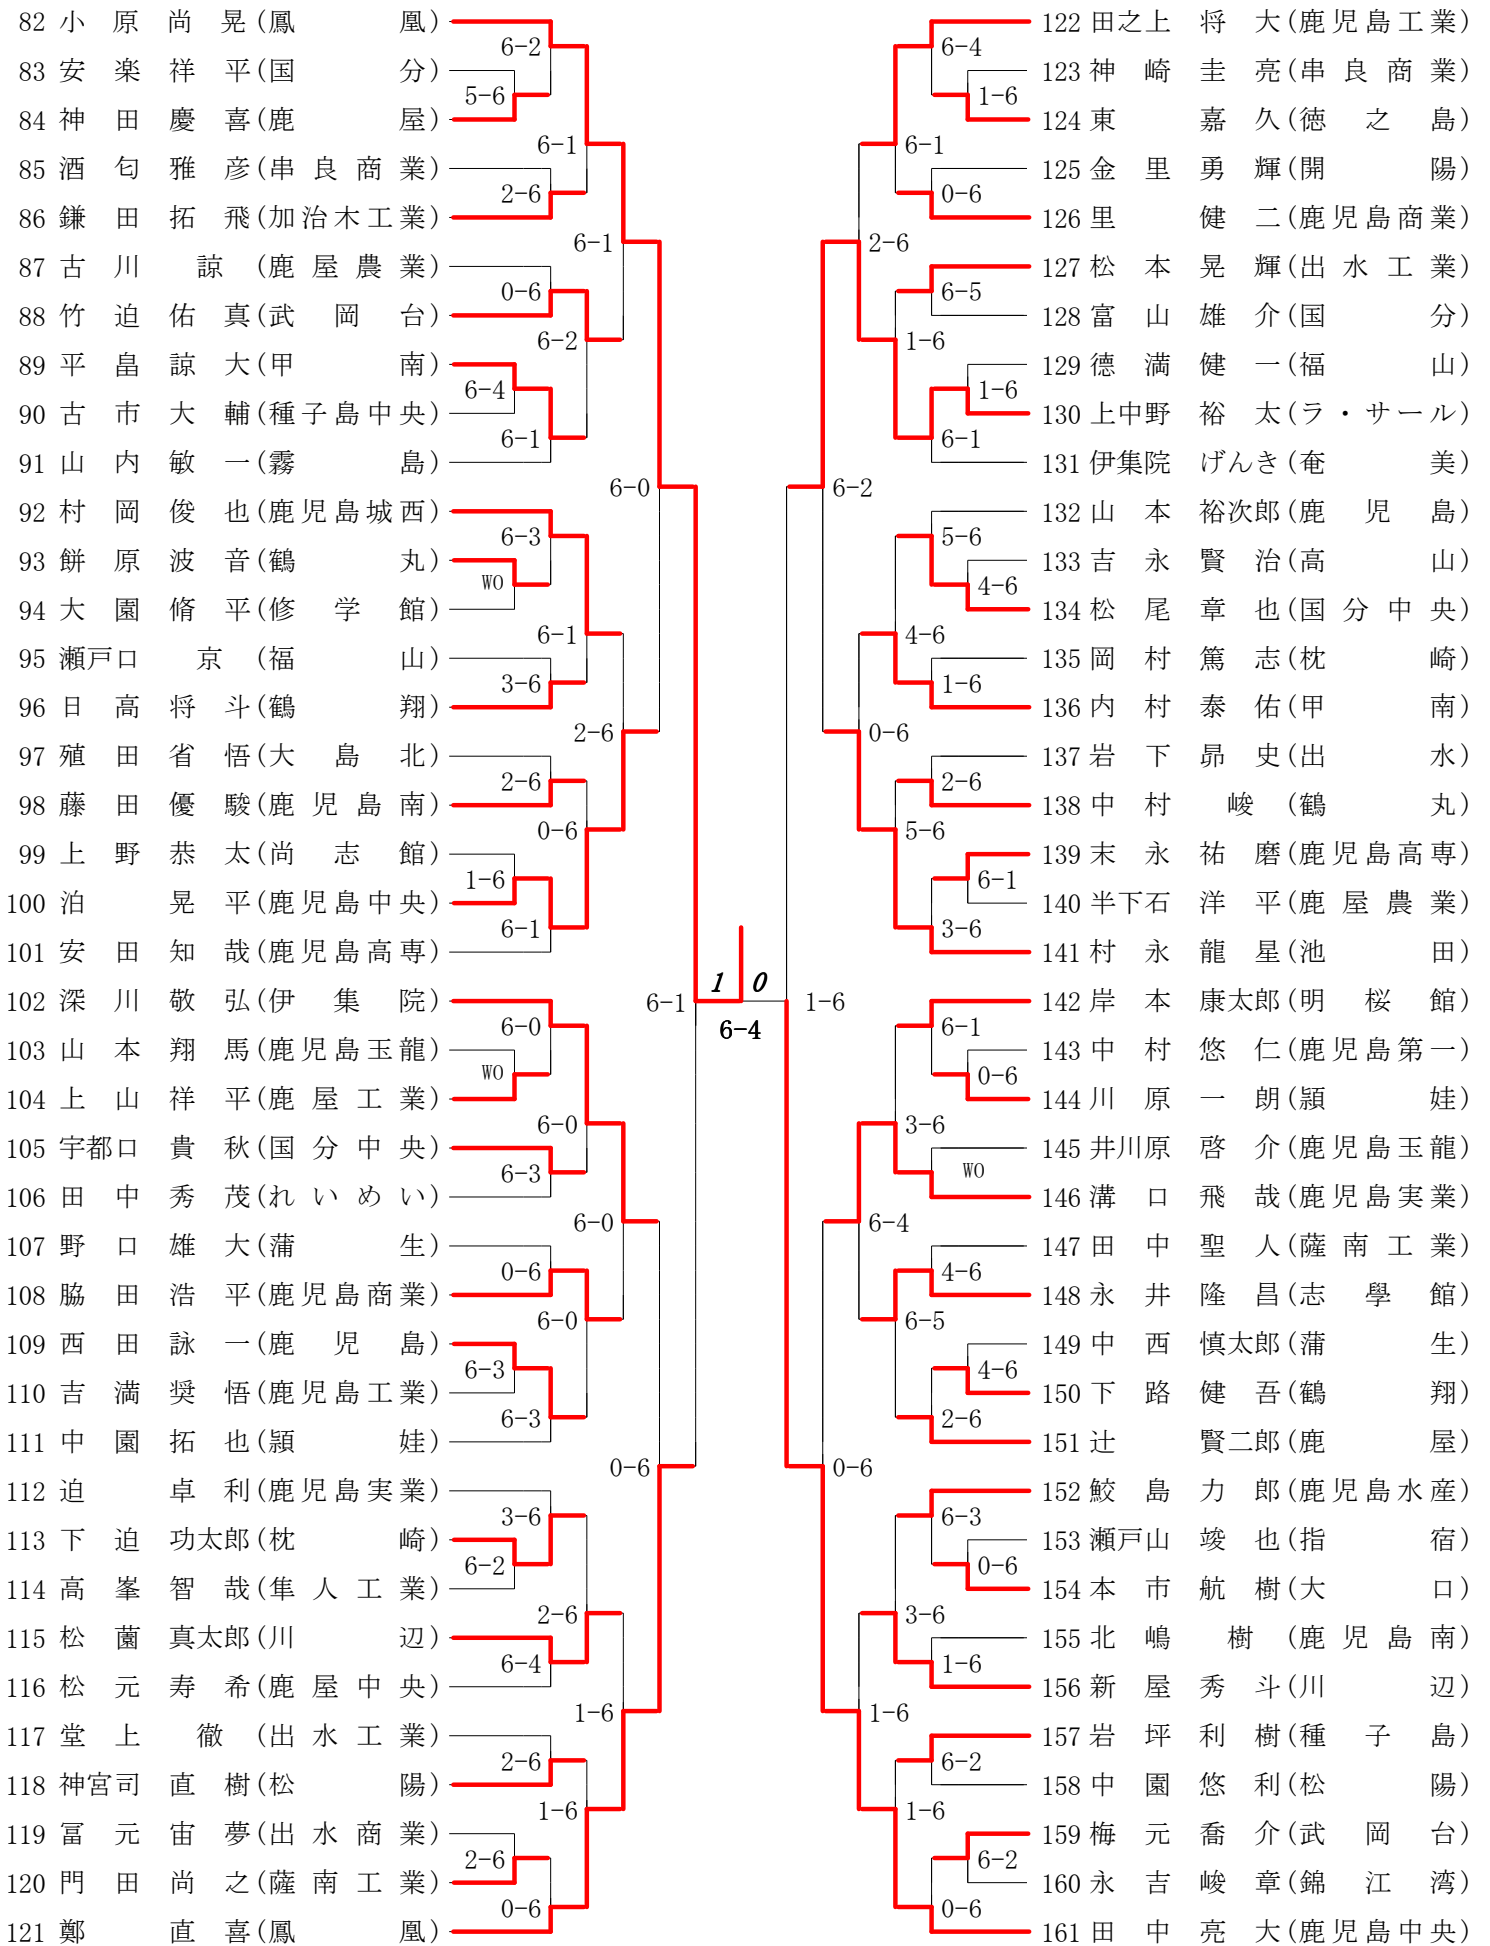 82 小原尚晃(鳳凰)
6-2
83 安楽祥平(国分)
5-6
84 神田慶喜(鹿屋)
6-1
85 酒匂雅彦(串良商業)
2-6
86 鎌田拓飛(加治木工業)
6-1
87 古川諒(鹿屋農業)
0-6
88 竹迫佑真(武岡台)
6-2
89 平畠諒大(甲南)
6-4
90 古市大輔(種子島中央)
6-1
91 山内敏一(霧島)
6-0
92 村岡俊也(鹿児島城西)
6-3
93 餅原波音(鶴丸)
WO
94 大園脩平(修学館)
6-1
95 瀬戸口京(福山)
3-6
96 日高将斗(鶴翔)
2-6
97 殖田省悟(大島北)
2-6
98 藤田優駿(鹿児島南)
0-6
99 上野恭太(尚志館)
1-6
100 泊晃平(鹿児島中央)
6-1
101 安田知哉(鹿児島高専)
6-1
102 深川敬弘(伊集院)
6-0
103 山本翔馬(鹿児島玉龍)
WO
104 上山祥平(鹿屋工業)
6-0
105 宇都口貴秋(国分中央)
6-3
106 田中秀茂(れいめい)
6-0
107 野口雄大(蒲生)
0-6
108 脇田浩平(鹿児島商業)
6-0
109 西田詠一(鹿児島)
6-3
110 吉満奨悟(鹿児島工業)
6-3
111 中園拓也(頴娃)
0-6
112 迫卓利(鹿児島実業)
3-6
113 下迫功太郎(枕崎)
6-2
114 高峯智哉(隼人工業)
2-6
115 松薗真太郎(川辺)
6-4
116 松元寿希(鹿屋中央)
1-6
117 堂上徹(出水工業)
2-6
118 神宮司直樹(松陽)
1-6
119 冨元宙夢(出水商業)
2-6
120 門田尚之(薩南工業)
0-6
121 鄭直喜(鳳凰)
1 0
6-4
122 田之上将大(鹿児島工業)
6-4
123 神崎圭亮(串良商業)
1-6
124 東嘉久(徳之島)
6-1
125 金里勇輝(開陽)
0-6
126 里健二(鹿児島商業)
2-6
127 松本晃輝(出水工業)
6-5
128 富山雄介(国分)
1-6
129 德満健一(福山)
1-6
130 上中野裕太(ラ・サール)
6-1
131 伊集院げんき(奄美)
6-2
132 山本裕次郎(鹿児島)
5-6
133 吉永賢治(高山)
4-6
134 松尾章也(国分中央)
4-6
135 岡村篤志(枕崎)
1-6
136 内村泰佑(甲南)
0-6
137 岩下昴史(出水)
2-6
138 中村峻(鶴丸)
5-6
139 末永祐磨(鹿児島高専)
6-1
140 半下石洋平(鹿屋農業)
3-6
141 村永龍星(池田)
1-6
142 岸本康太郎(明桜館)
6-1
143 中村悠仁(鹿児島第一)
0-6
144 川原一朗(頴娃)
3-6
145 井川原啓介(鹿児島玉龍)
WO
146 溝口飛哉(鹿児島実業)
6-4
147 田中聖人(薩南工業)
4-6
148 永井隆昌(志學館)
6-5
149 中西慎太郎(蒲生)
4-6
150 下路健吾(鶴翔)
2-6
151 辻賢二郎(鹿屋)
0-6
152 鮫島力郎(鹿児島水産)
6-3
153 瀬戸山竣也(指宿)
0-6
154 本市航樹(大口)
3-6
155 北嶋樹(鹿児島南)
1-6
156 新屋秀斗(川辺)
1-6
157 岩坪利樹(種子島)
6-2
158 中園悠利(松陽)
1-6
159 梅元喬介(武岡台)
6-2
160 永吉峻章(錦江湾)
0-6
161 田中亮大(鹿児島中央)